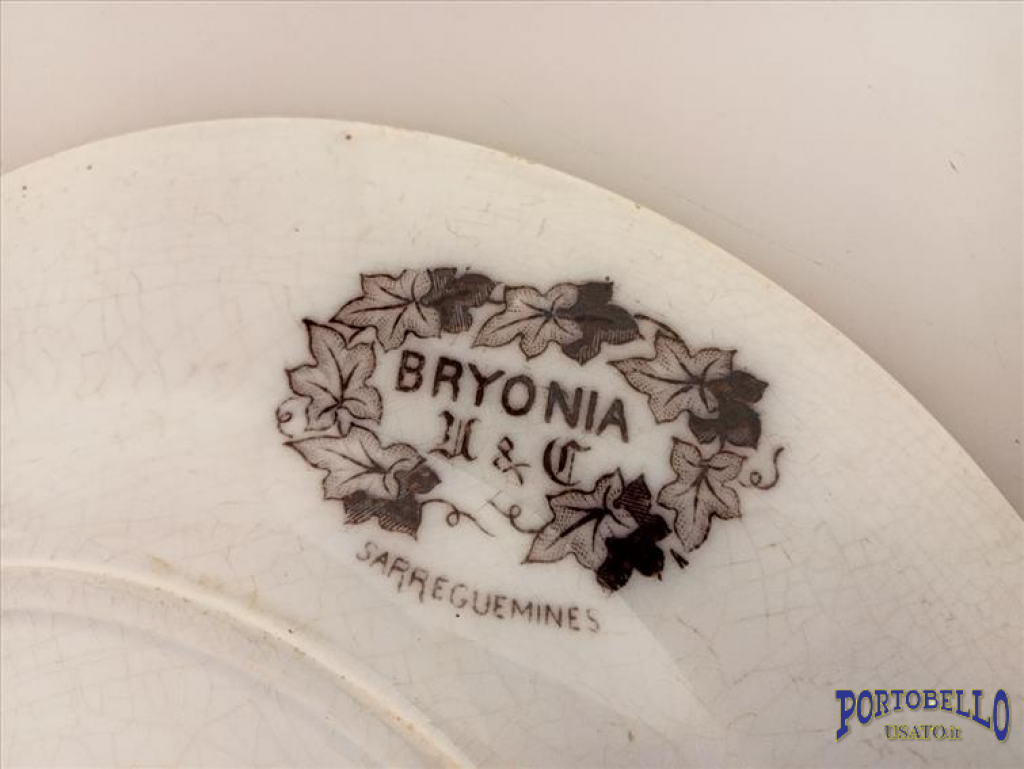 BRYONIA
U & C
SARREGUEMINES
PORTOBELLO
USATO.it